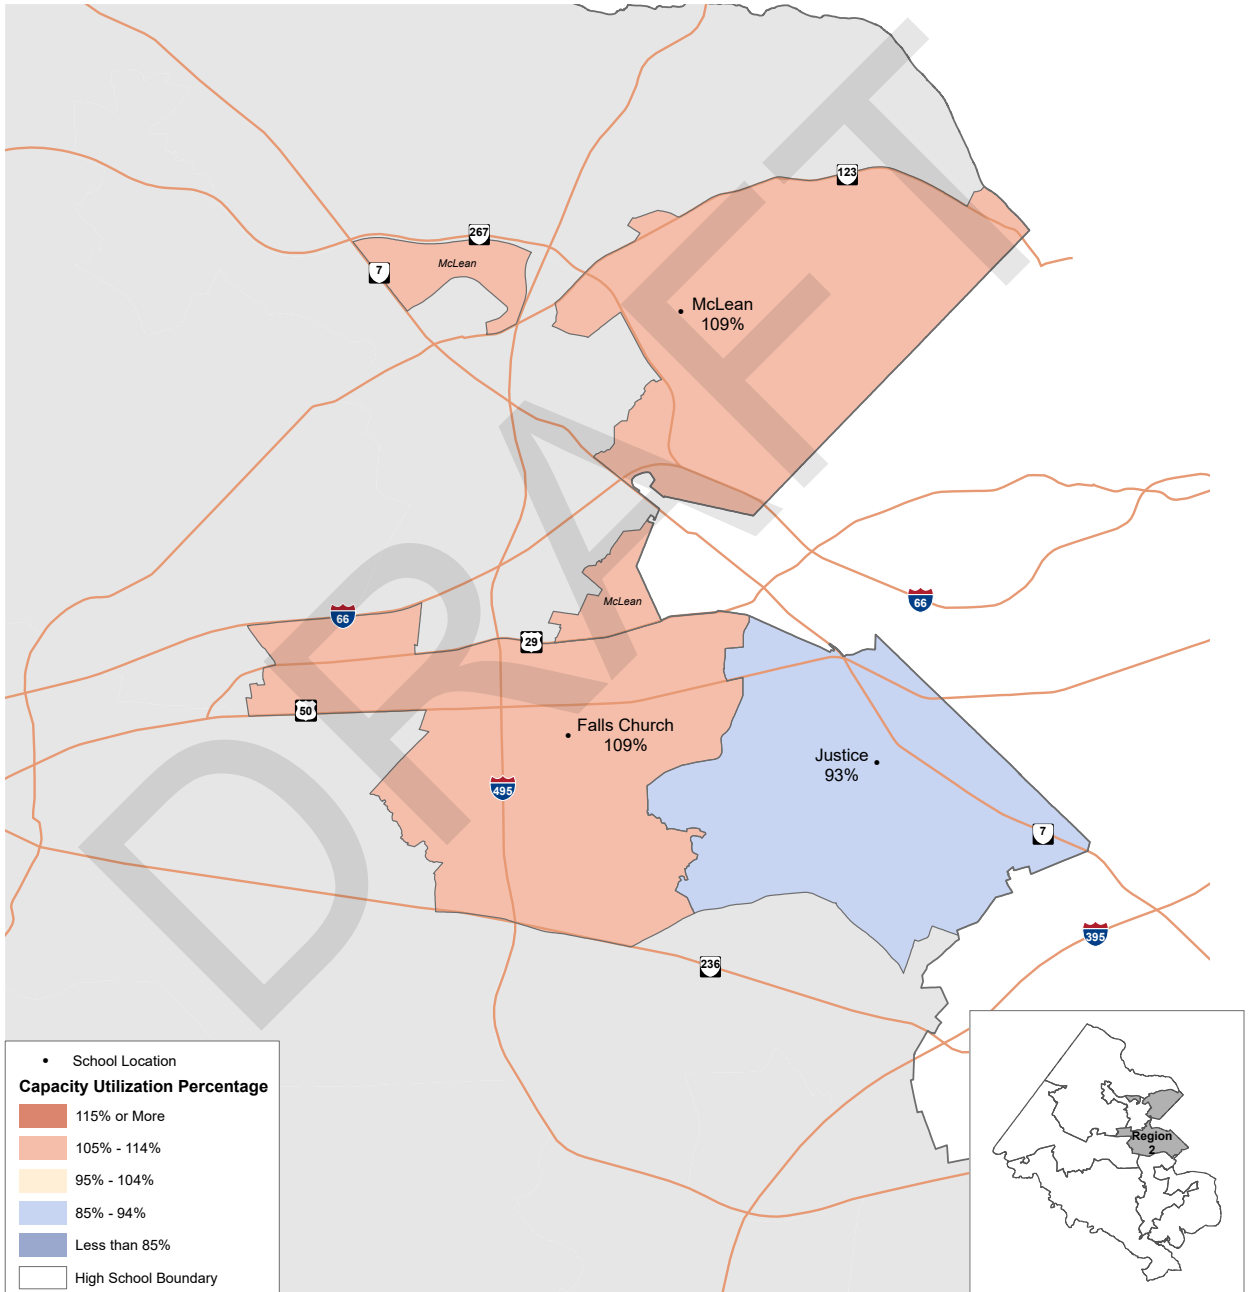 123
267
McLean
7
McLean
109%
McLean
66
66
29
50
Falls Church
109%
Justice
93%
495
7
395
236
DRAFT
School Location
Capacity Utilization Percentage
115% or More
105% - 114%
95% - 104%
85% - 94%
Less than 85%
High School Boundary
Region
2